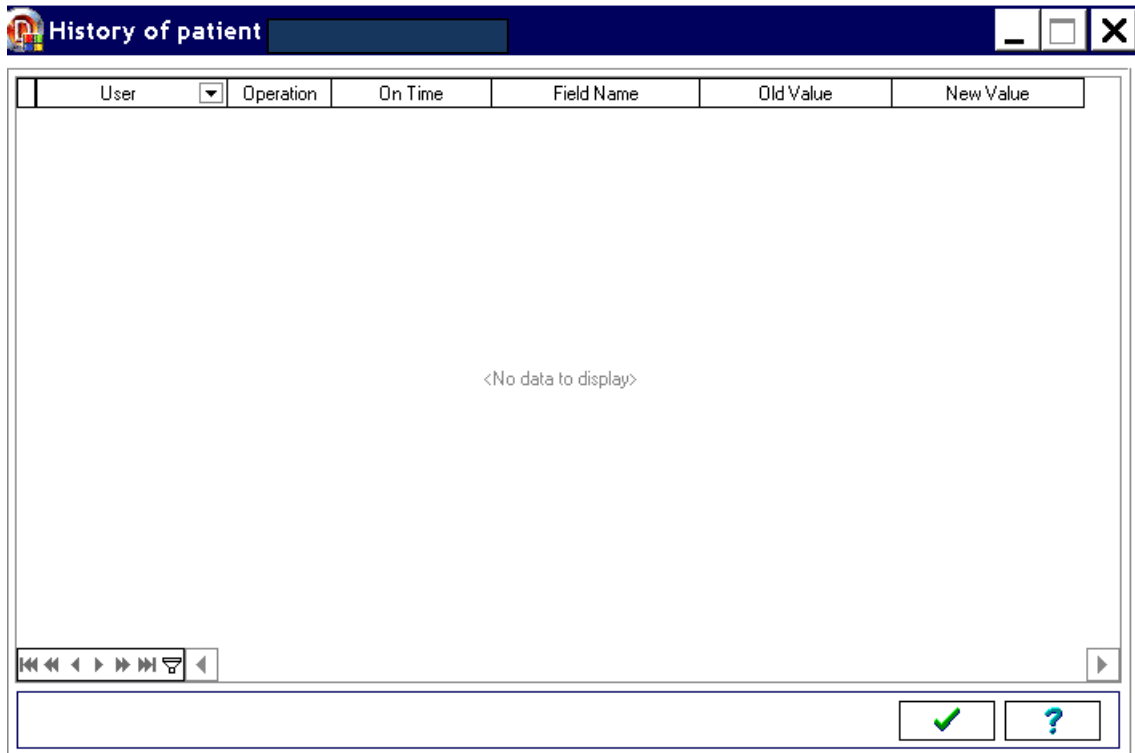 History of patient
User Operation On Time Field Name Old Value New Value
<No data to display>
?